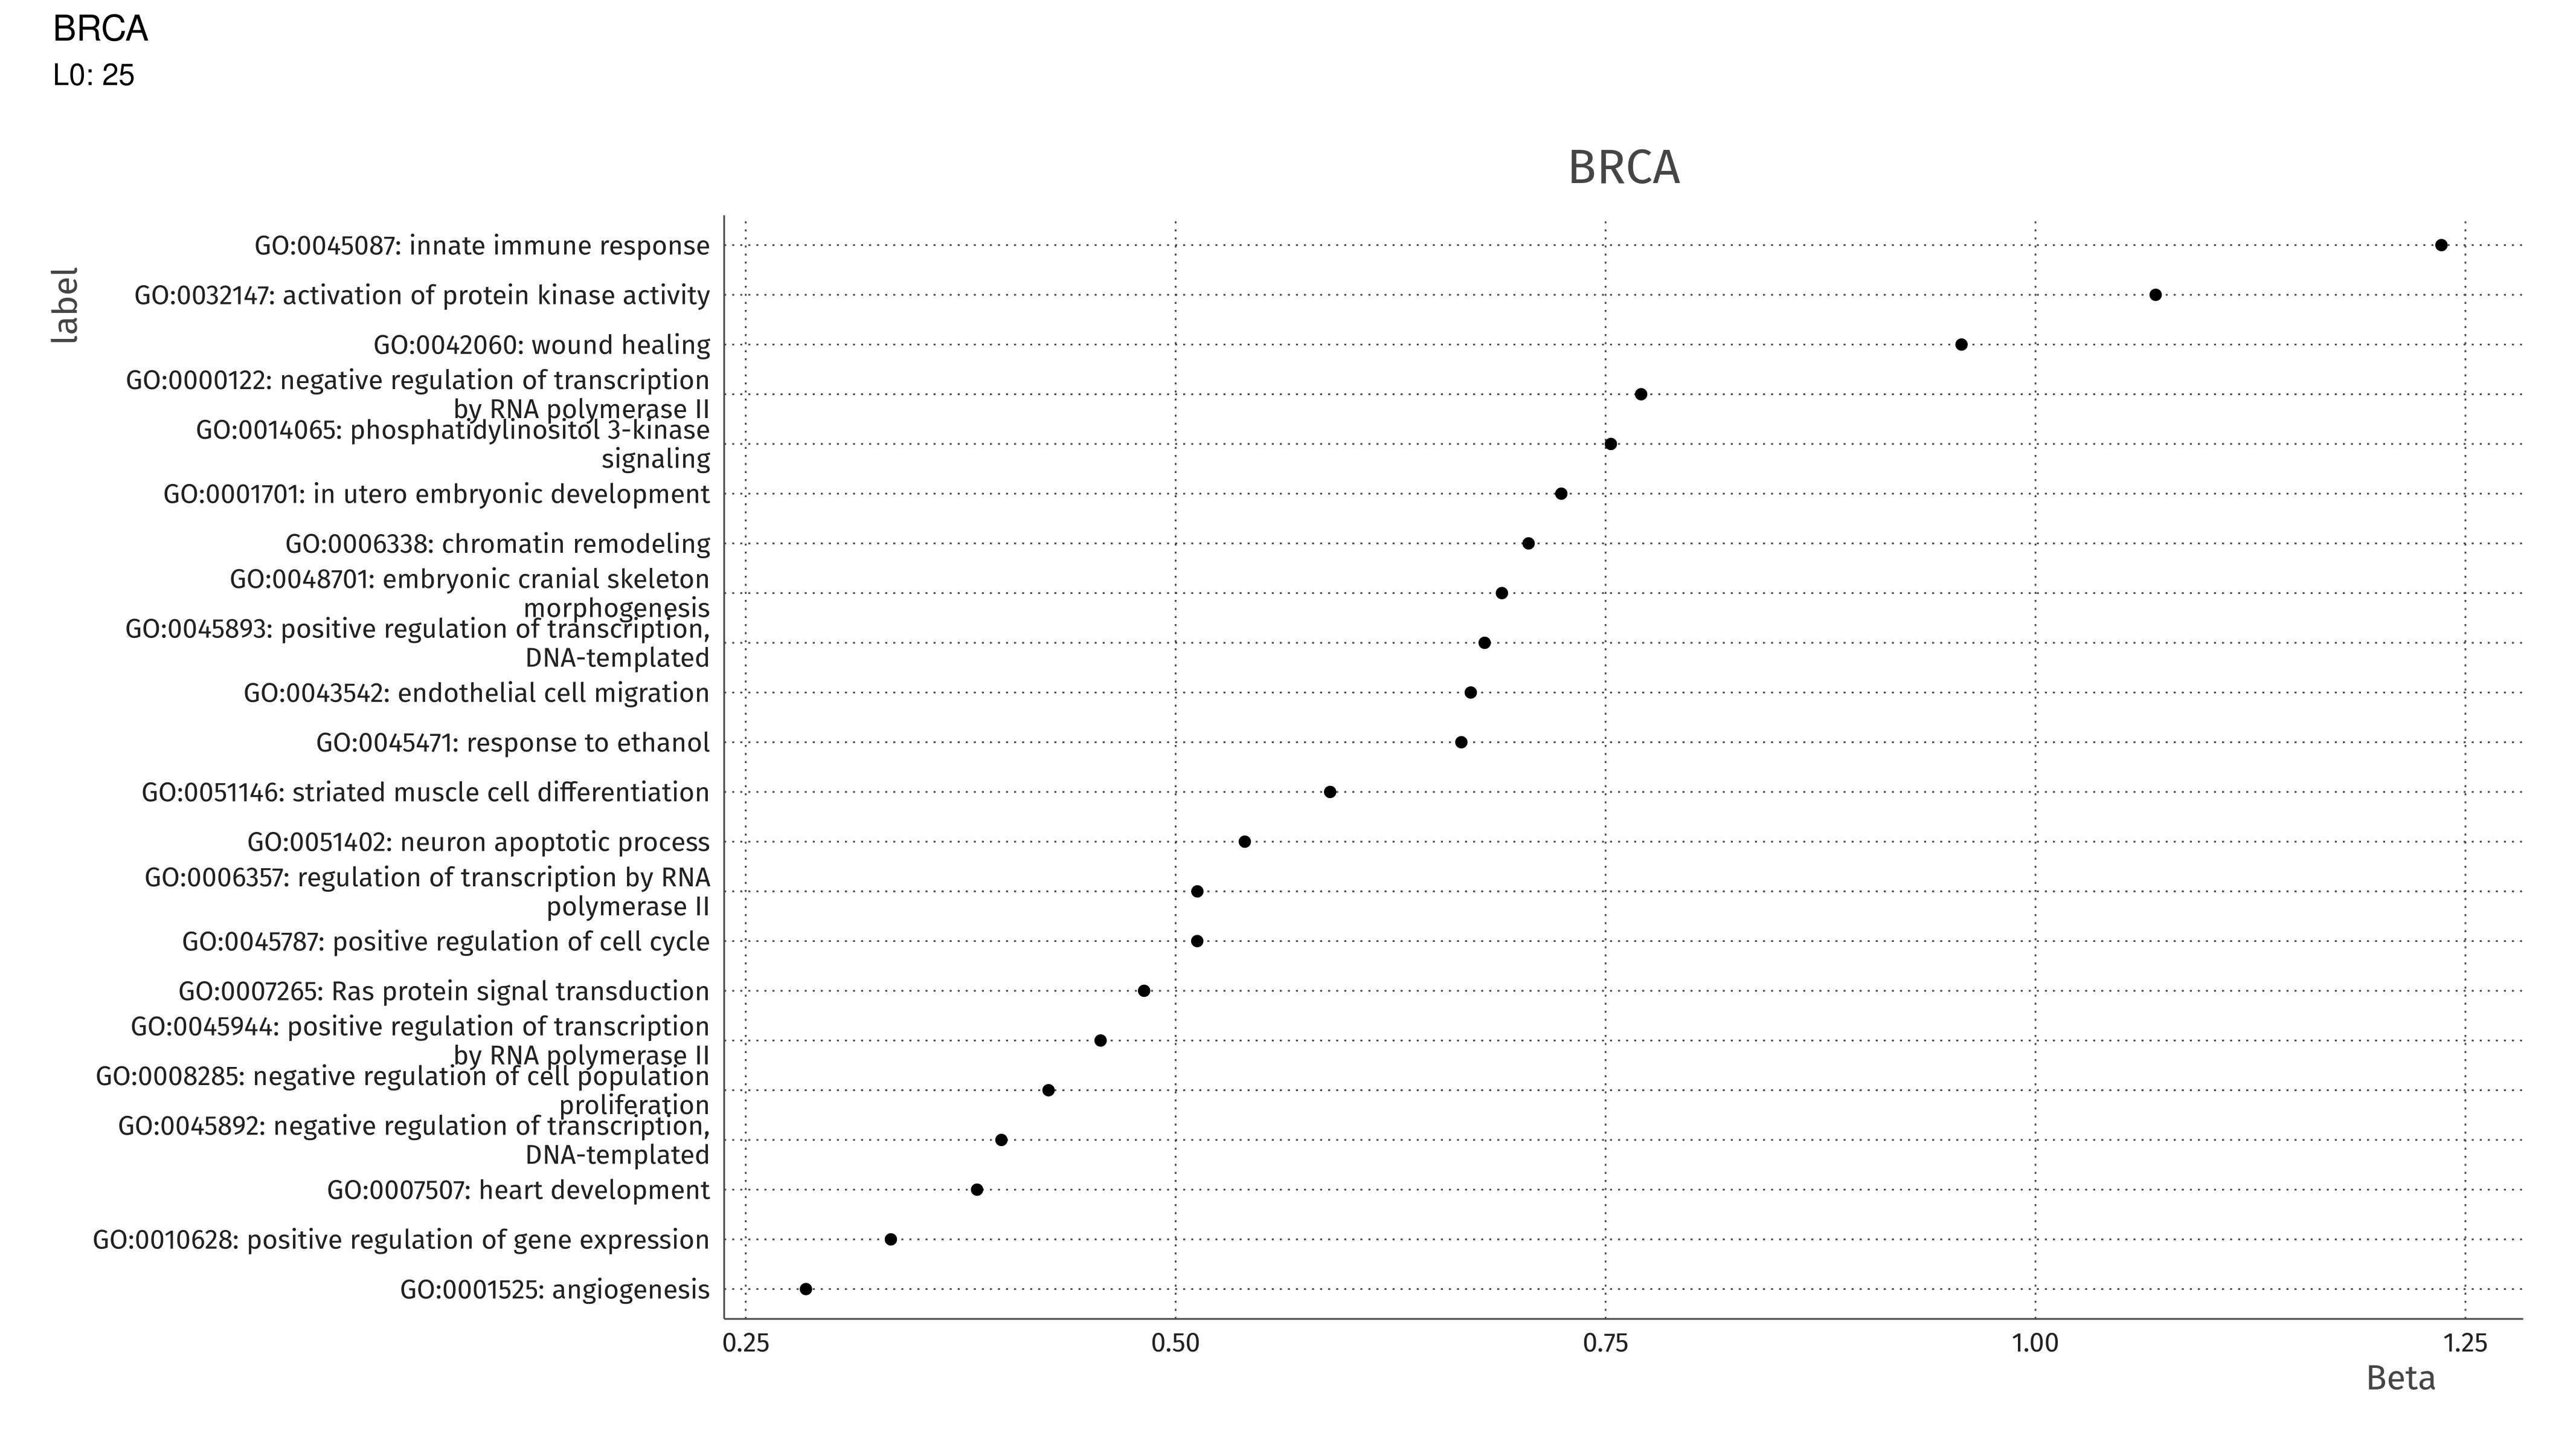 BRCA
L0: 25
BRCA
label
GO:0045087: innate immune response
GO:0032147: activation of protein kinase activity
GO:0042060: wound healing
GO:0000122: negative regulation of transcription
by RNA polymerase II
GO:0014065: phosphatidylinositol 3-kinase
signaling
GO:0001701: in utero embryonic development
GO:0006338: chromatin remodeling
GO:0048701: embryonic cranial skeleton
morphogenesis
GO:0045893: positive regulation of transcription,
DNA-templated
GO:0043542: endothelial cell migration
GO:0045471: response to ethanol
GO:0051146: striated muscle cell differentiation
GO:0051402: neuron apoptotic process
GO:0006357: regulation of transcription by RNA
polymerase II
GO:0045787: positive regulation of cell cycle
GO:0007265: Ras protein signal transduction
GO:0045944: positive regulation of transcription
by RNA polymerase II
GO:0008285: negative regulation of cell population
proliferation
GO:0045892: negative regulation of transcription,
DNA-templated
GO:0007507: heart development
GO:0010628: positive regulation of gene expression
GO:0001525: angiogenesis
0.25 0.50 0.75 1.00 1.25
Beta